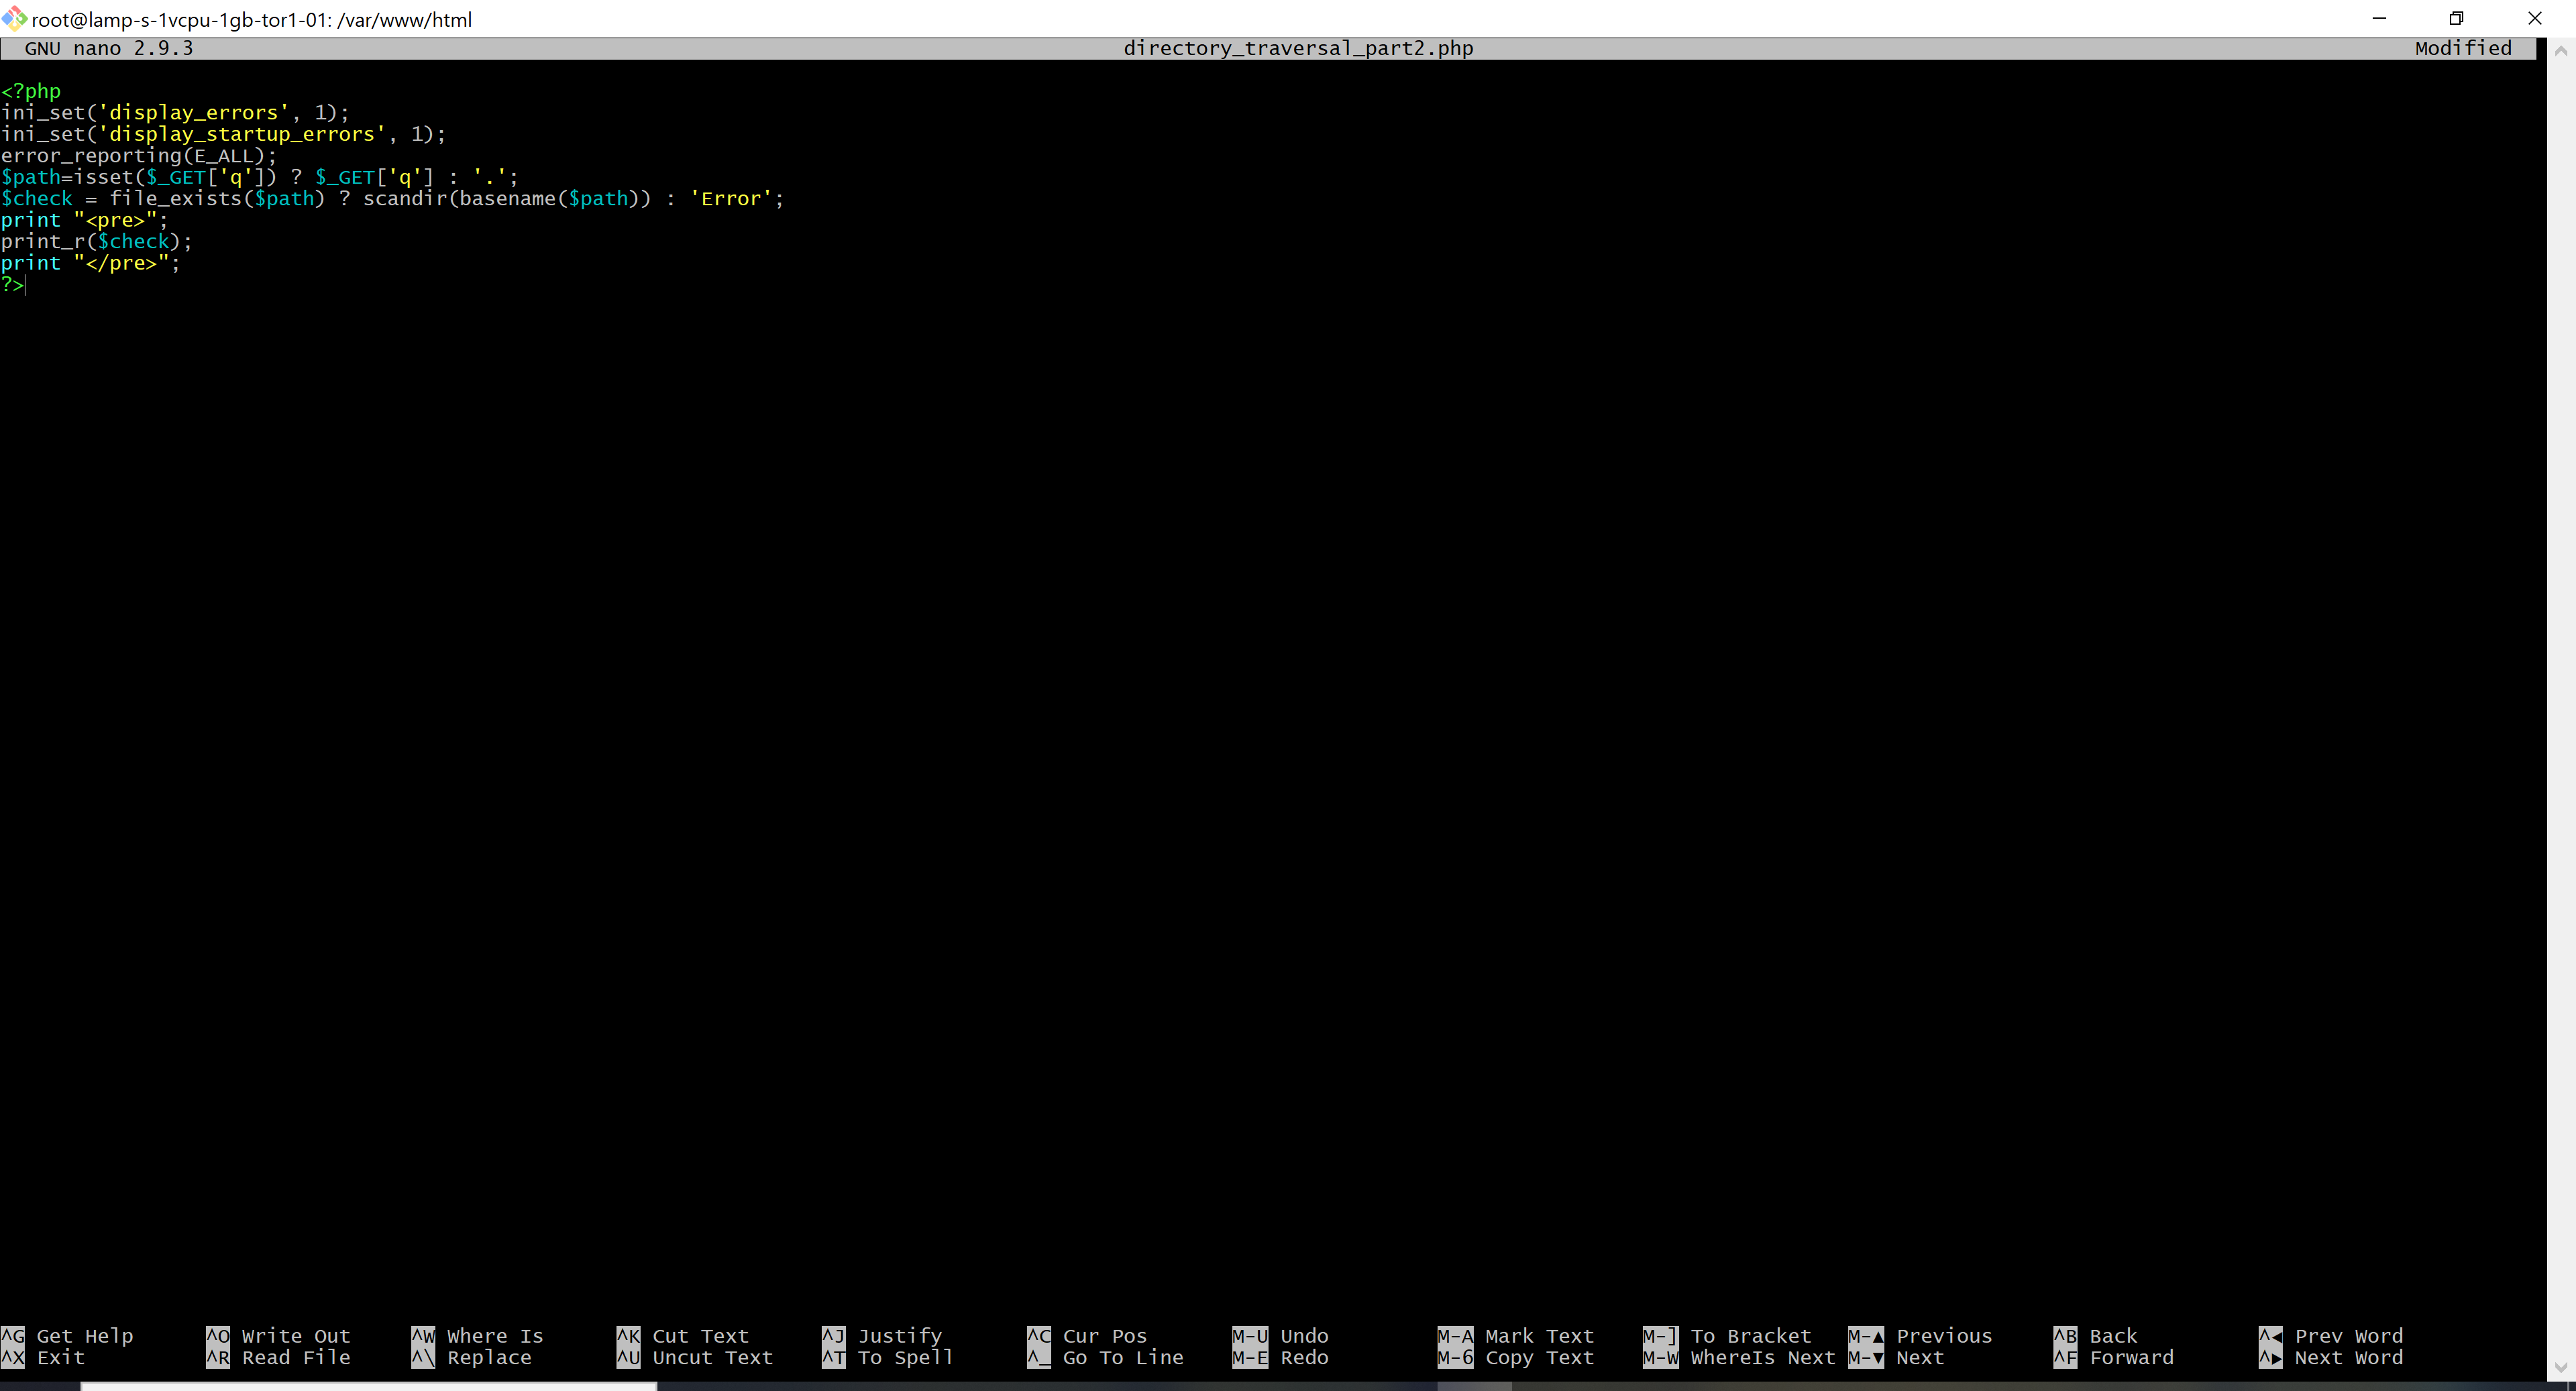 root@lamp-s-1vcpu-1gb-tor1-01: /var/www/html
GNU nano 2.9.3 directory_traversal_part2.php Modified
<?php
ini_set('display_errors', 1);
ini_set('display_startup_errors', 1);
error_reporting(E_ALL);
$path=isset($_GET['q']) ? $_GET['q'] : '.';
$check = file_exists($path) ? scandir(basename($path)) : 'Error';
print "<pre>";
print_r($check);
print "</pre>";
?>
^G Get Help ^O Write Out ^W Where Is ^K Cut Text ^J Justify ^C Cur Pos M-U Undo M-A Mark Text M-] To Bracket M-▲ Previous ^B Back ^◀ Prev Word
^X Exit ^R Read File ^\ Replace ^U Uncut Text ^T To Spell ^_ Go To Line M-E Redo M-6 Copy Text M-W WhereIs Next M-▼ Next ^F Forward ^▶ Next Word